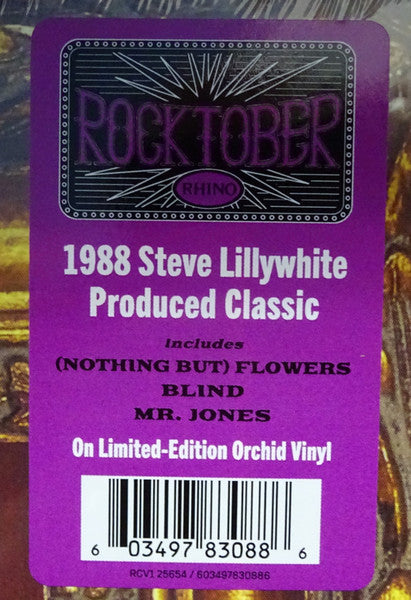 ROCKTOBER
RHINO
1988 Steve Lillywhite
Produced Classic
includes
(NOTHING BUT) FLOWERS
BLIND
MR. JONES
On Limited-Edition Orchid Vinyl
6 03497 83088 6
RCV1 25654 / 603497830886